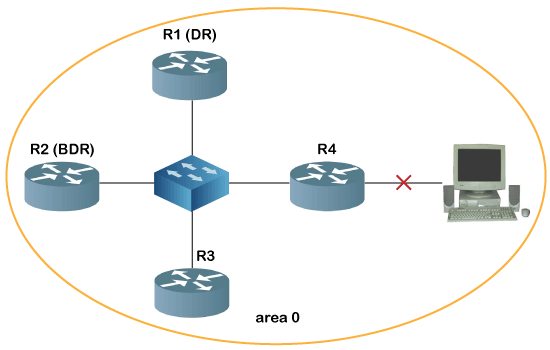 R1 (DR)
R2 (BDR)
R4
R3
area 0